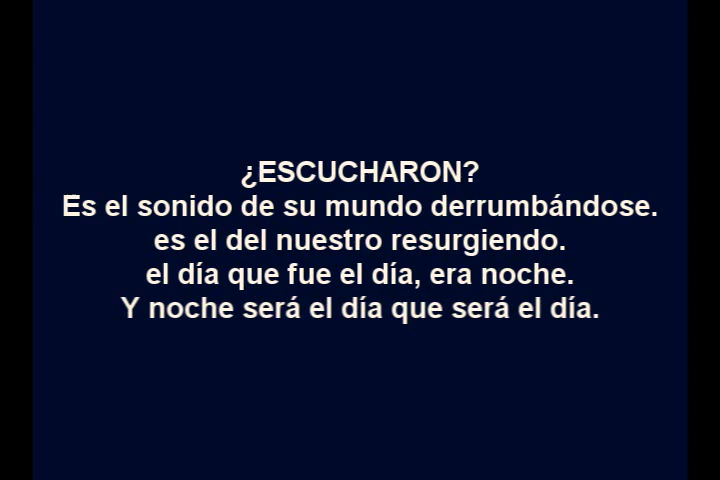 ¿ESCUCHARON?
Es el sonido de su mundo derrumbándose.
es el del nuestro resurgiendo.
el día que fue el día, era noche.
Y noche será el día que será el día.